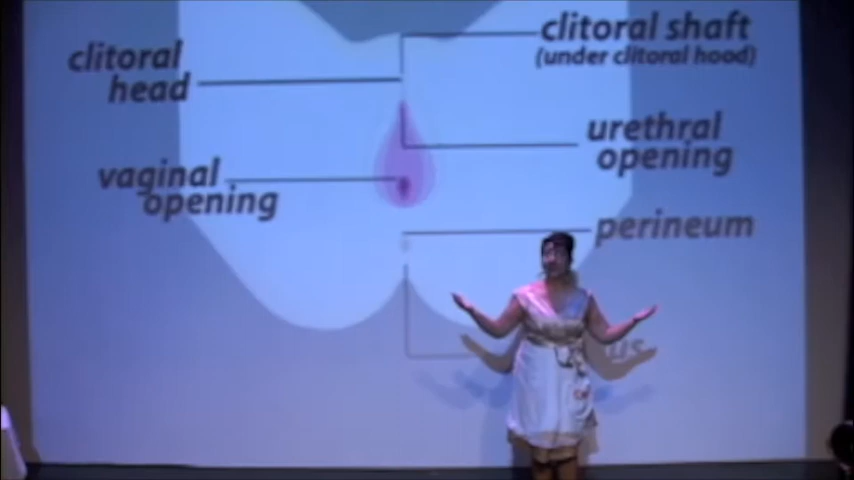 clitoral shaft
(under clitoral hood)
clitoral
head
urethral
opening
vaginal
opening
perineum